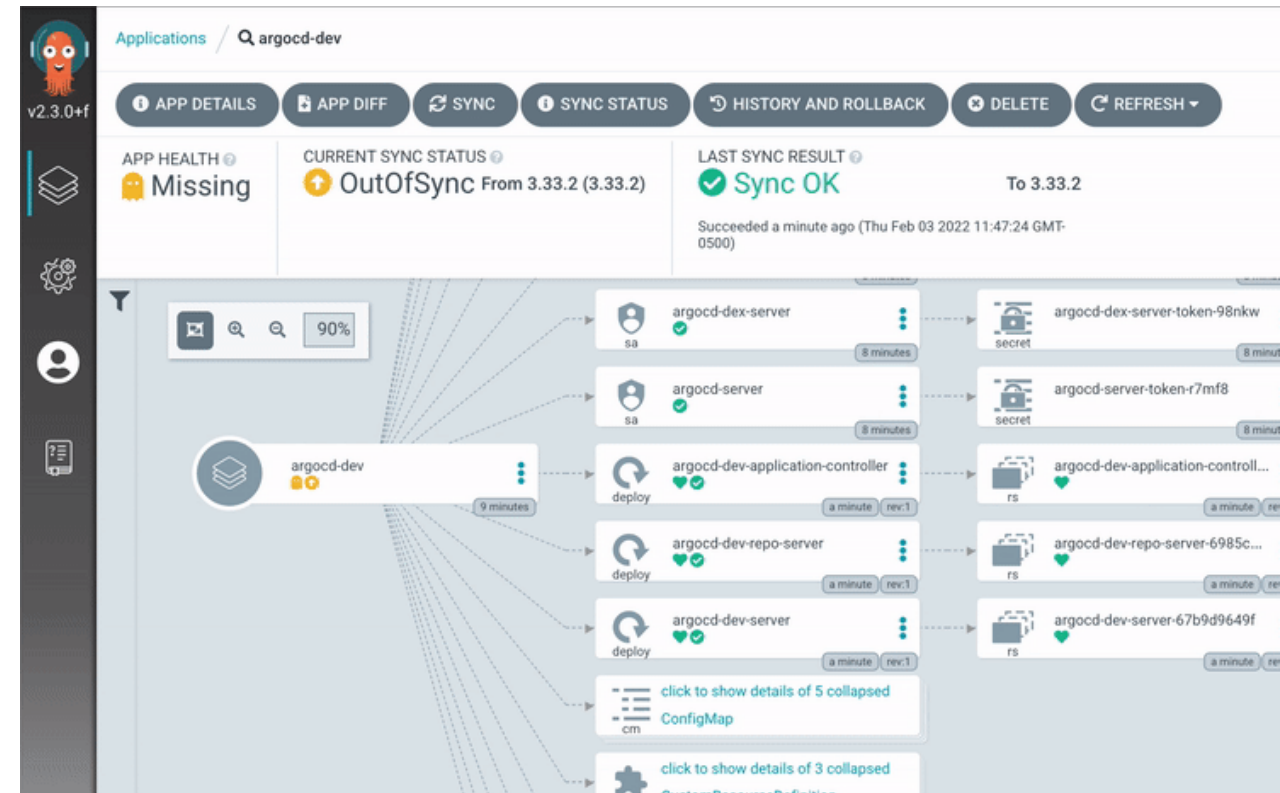 Applications / argocd-dev
v2.3.0+f
APP DETAILS
APP DIFF
SYNC
SYNC STATUS
HISTORY AND ROLLBACK
DELETE
REFRESH
APP HEALTH
Missing
CURRENT SYNC STATUS
OutOfSync From 3.33.2 (3.33.2)
LAST SYNC RESULT
Sync OK
To 3.33.2
Succeeded a minute ago (Thu Feb 03 2022 11:47:24 GMT-
0500)
90%
argocd-dev
9 minutes
sa
argocd-dex-server
8 minutes
secret
argocd-dex-server-token-98nkw
8 minut
sa
argocd-server
8 minutes
secret
argocd-server-token-r7mf8
8 minut
deploy
argocd-dev-application-controller
a minute
rev:1
rs
argocd-dev-application-controll...
a minute
re
deploy
argocd-dev-repo-server
a minute
rev:1
rs
argocd-dev-repo-server-6985c...
a minute
re
deploy
argocd-dev-server
a minute
rev:1
rs
argocd-dev-server-67b9d9649f
a minute
re
cm
click to show details of 5 collapsed
ConfigMap
click to show details of 3 collapsed